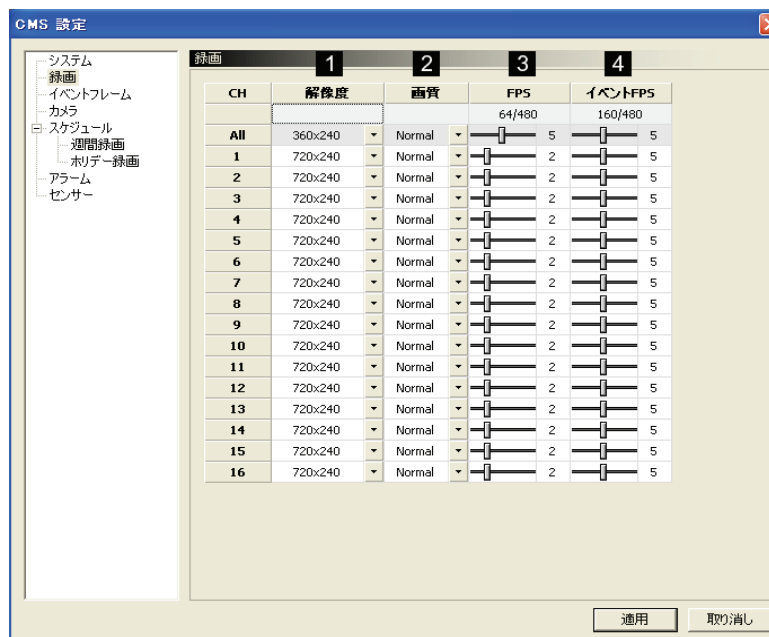 CMS 設定
システム
録画
イベントフレーム
カメラ
スケジュール
週間録画
ホリデー録画
アラーム
センサー
録画
1 2 3 4
CH 解像度 画質 FPS イベントFPS
64/480 160/480
All 360x240 Normal 5 5
1 720x240 Normal 2 5
2 720x240 Normal 2 5
3 720x240 Normal 2 5
4 720x240 Normal 2 5
5 720x240 Normal 2 5
6 720x240 Normal 2 5
7 720x240 Normal 2 5
8 720x240 Normal 2 5
9 720x240 Normal 2 5
10 720x240 Normal 2 5
11 720x240 Normal 2 5
12 720x240 Normal 2 5
13 720x240 Normal 2 5
14 720x240 Normal 2 5
15 720x240 Normal 2 5
16 720x240 Normal 2 5
適用 取り消し